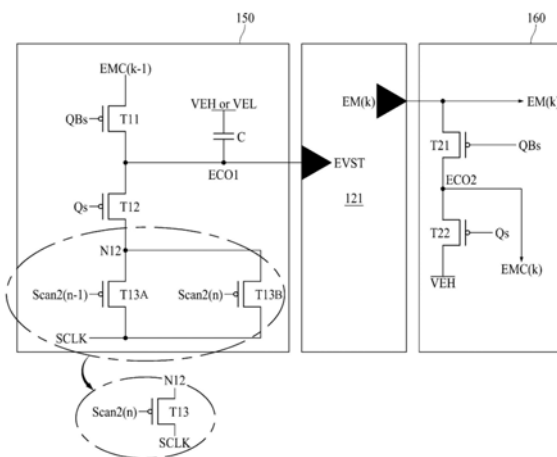 150
160
EMC(k-1)
QBs
T11
VEH or VEL
C
ECO1
EVST
121
EM(k)
EM(k)
T21
QBs
ECO2
T22
Qs
VEH
EMC(k)
Qs
T12
N12
Scan2(n-1)
T13A
Scan2(n)
T13B
SCLK
N12
Scan2(n)
T13
SCLK